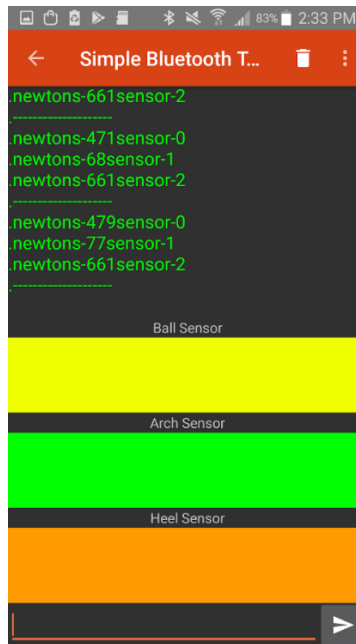 83% 2:33 PM
Simple Bluetooth T...
.newtons-661sensor-2
.--------------------
.newtons-471sensor-0
.newtons-68sensor-1
.newtons-661sensor-2
.--------------------
.newtons-479sensor-0
.newtons-77sensor-1
.newtons-661sensor-2
.--------------------
Ball Sensor
Arch Sensor
Heel Sensor